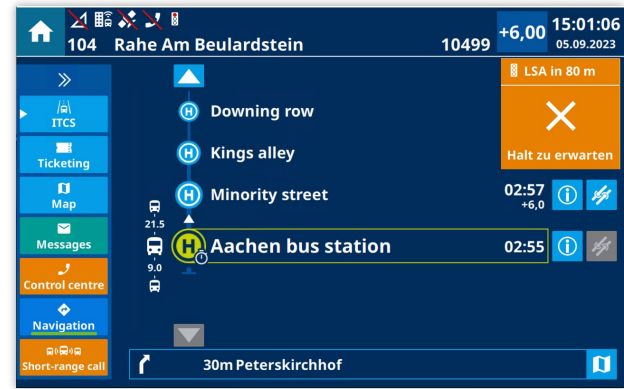 104 Rahe Am Beulardstein 10499
+6,00
15:01:06
05.09.2023
ITCS
Ticketing
Map
Messages
Control centre
Navigation
Short-range call
21.5
9.0
H Downing row
H Kings alley
H Minority street 02:57
+6,0
H Aachen bus station 02:55
LSA in 80 m
Halt zu erwarten
30m Peterskirchhof